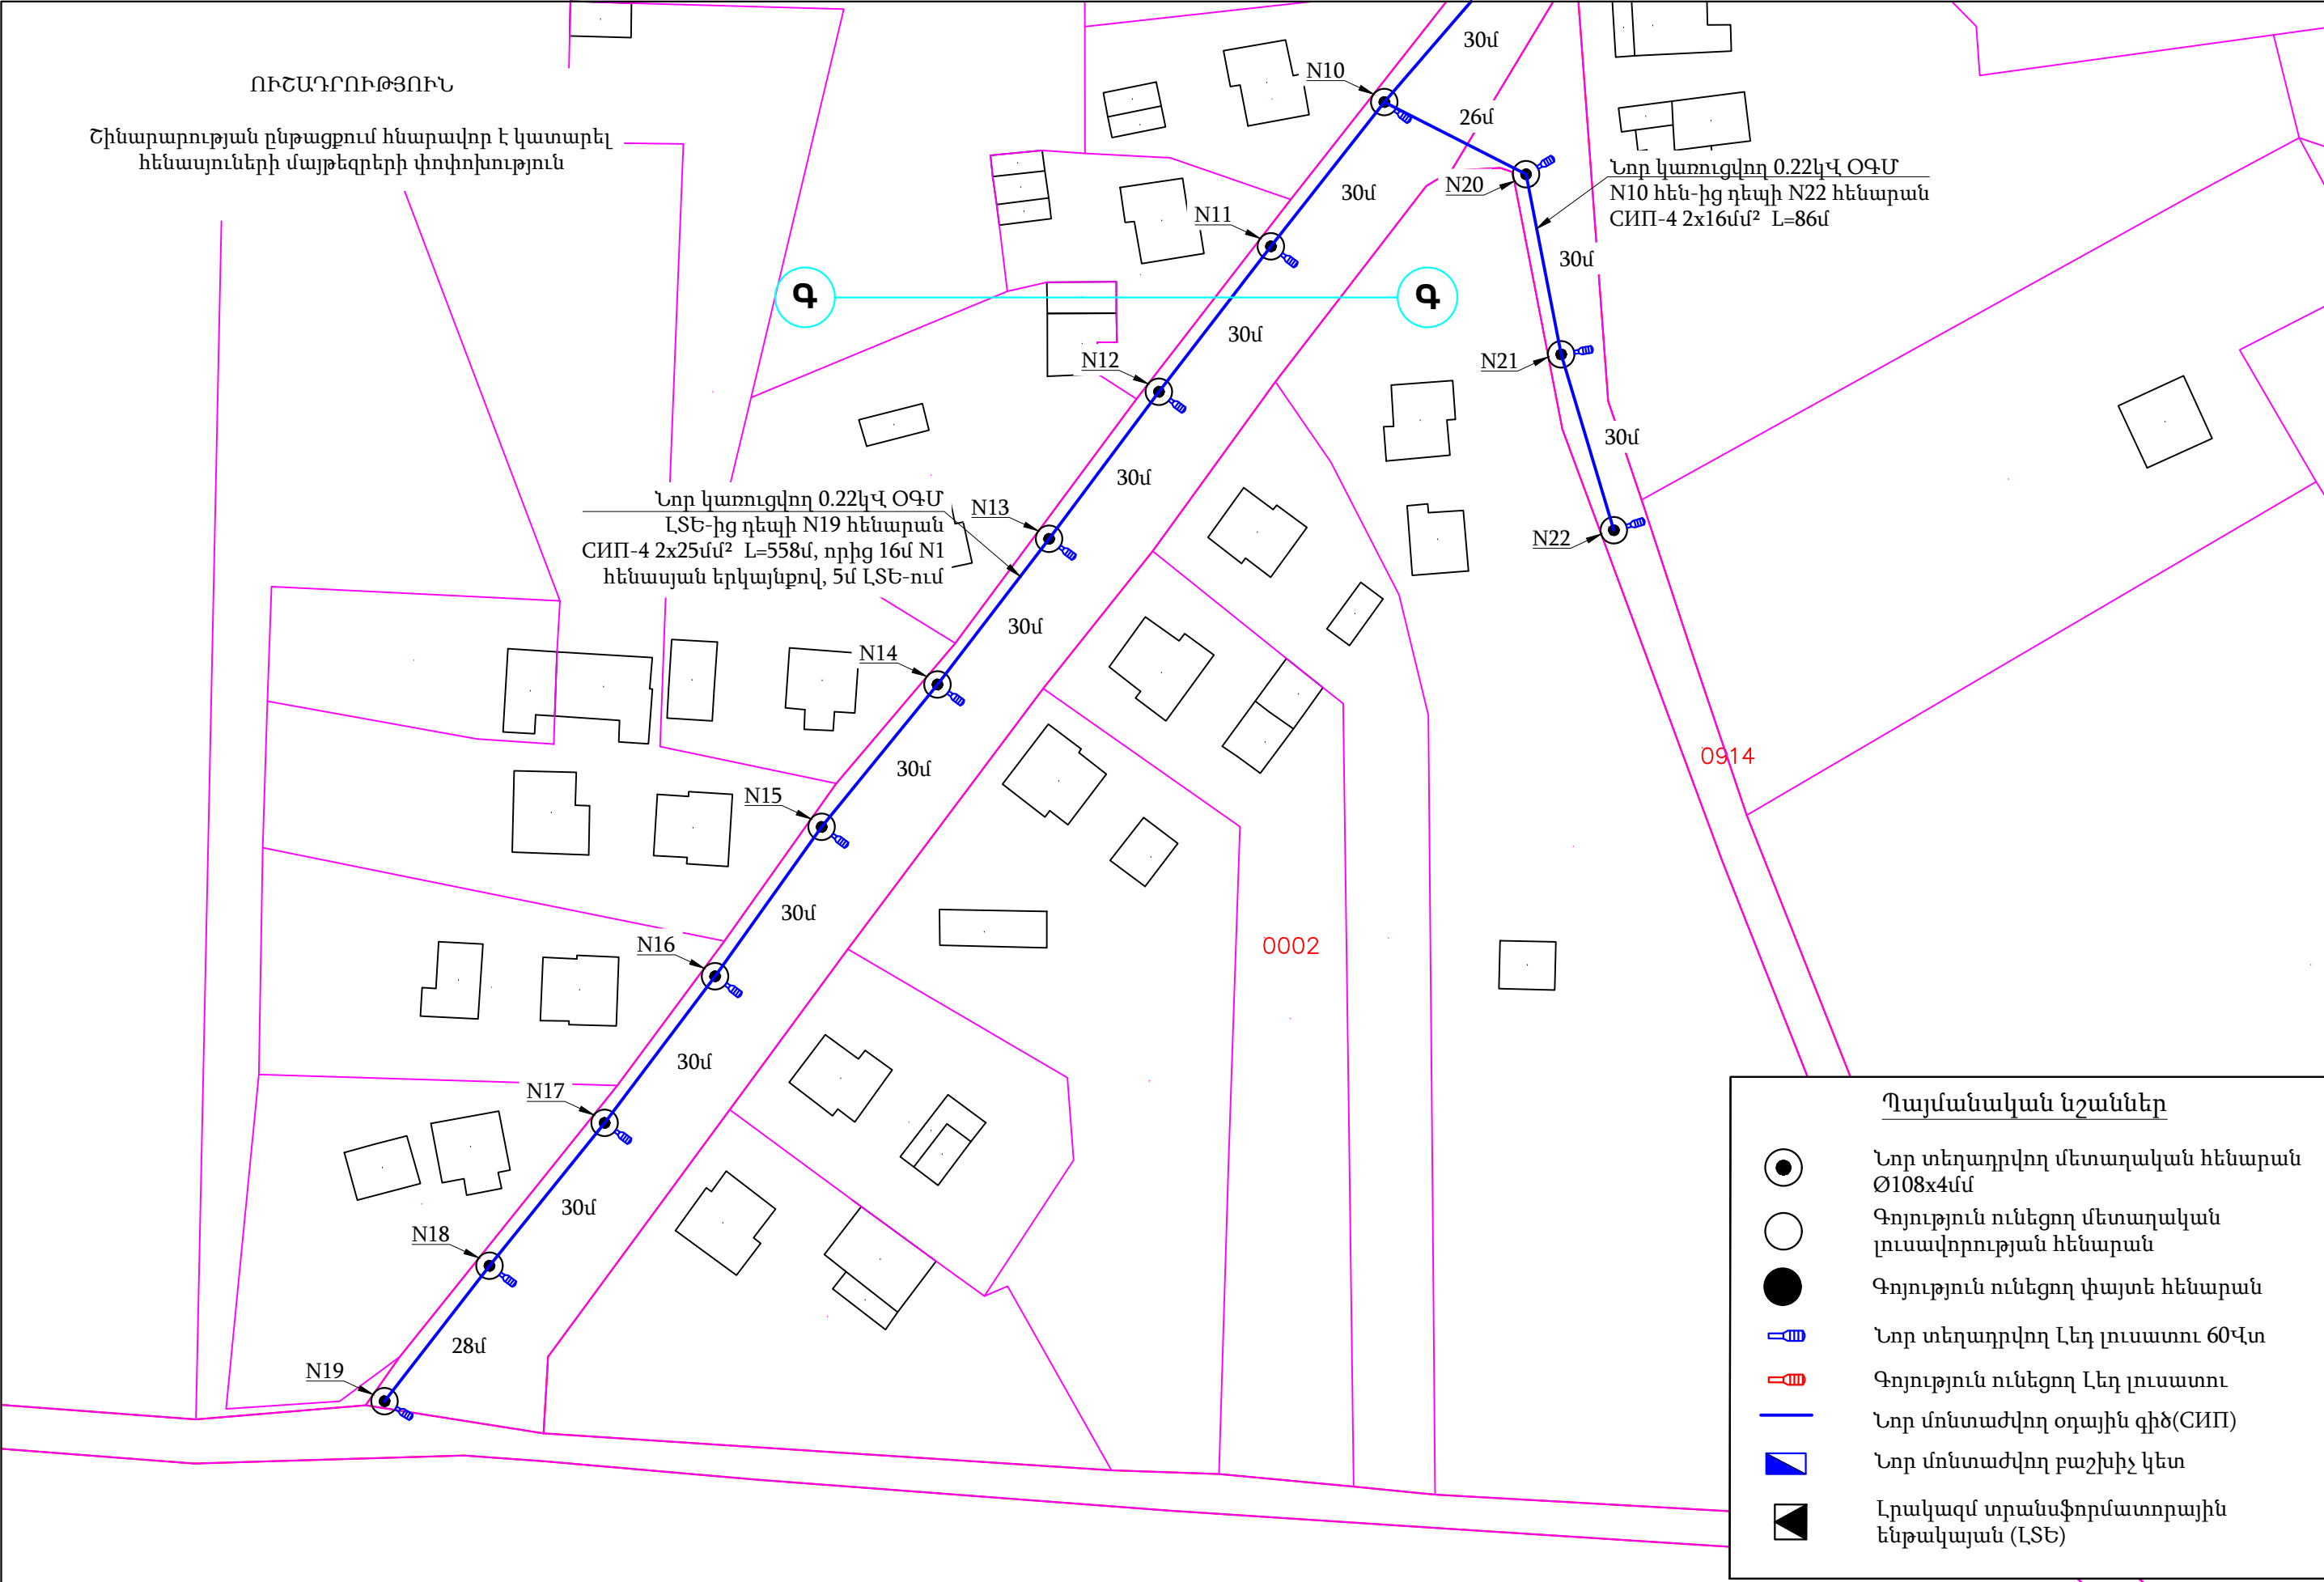 ՈՒՇԱԴՐՈՒԹՅՈՒՆ
Շինարարության ընթացքում հնարավոր է կատարել
հենասյուների մայթեզրերի փոփոխություն
30մ
N10
26մ
N20
Նոր կառուցվող 0.22կՎ ՕԳՄ
N10 հեն-ից դեպի N22 հենարան
СИП-4 2x16մմ² L=86մ
30մ
N11
30մ
Գ
Գ
30մ
N12
N21
30մ
30մ
Նոր կառուցվող 0.22կՎ ՕԳՄ
ԼՏԵ-ից դեպի N19 հենարան
СИП-4 2x25մմ² L=558մ, որից 16մ N1
հենասյան երկայնքով, 5մ ԼՏԵ-ում
N13
N22
30մ
N14
0914
30մ
N15
30մ
N16
0002
30մ
N17
30մ
N18
28մ
N19
Պայմանական նշաններ
Նոր տեղադրվող մետաղական հենարան
Ø108x4մմ
Գոյություն ունեցող մետաղական
լուսավորության հենարան
Գոյություն ունեցող փայտե հենարան
Նոր տեղադրվող Լեդ լուսատու 60Վտ
Գոյություն ունեցող Լեդ լուսատու
Նոր մոնտաժվող օդային գիծ(СИП)
Նոր մոնտաժվող բաշխիչ կետ
Լրակազմ տրանսֆորմատորային
ենթակայան (ԼՏԵ)